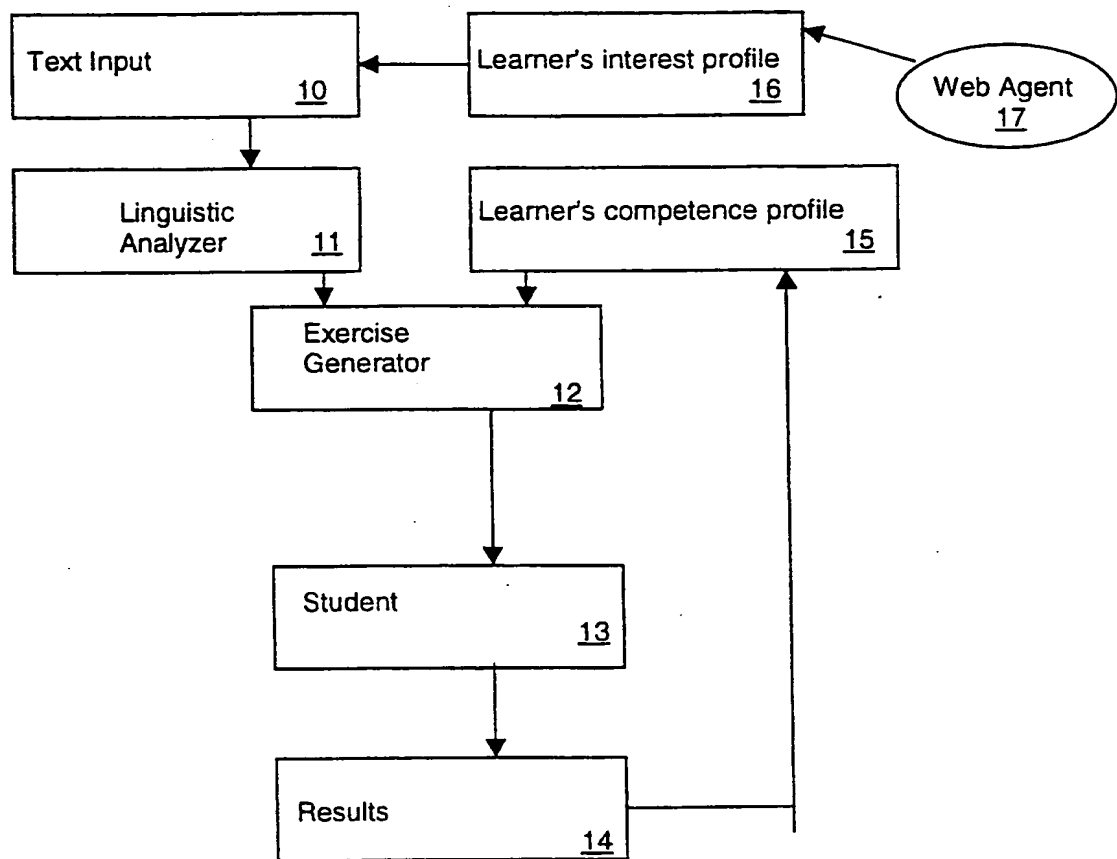 Text Input
10
Learner's interest profile
16
Web Agent
17
Linguistic
Analyzer
11
Learner's competence profile
15
Exercise
Generator
12
Student
13
Results
14